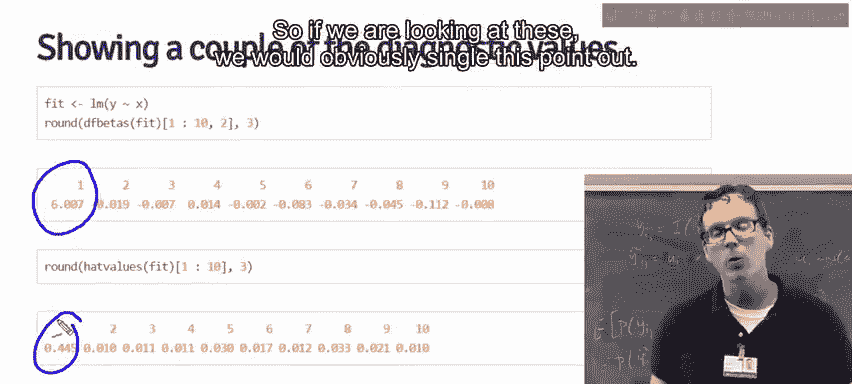 So if we are looking at these,
we would obviously single this point out.
Showing a couple of the diagnostic values
fit <- lm(y ~ x)
round(dfbetas(fit)[1 : 10, 2], 3)
1 2 3 4 5 6 7 8 9 10
6.007 -0.019 -0.007 0.014 -0.002 -0.083 -0.034 -0.045 -0.112 -0.008
round(hatvalues(fit)[1 : 10], 3)
2 3 4 5 6 7 8 9 10
0.445 0.010 0.011 0.011 0.030 0.017 0.012 0.033 0.021 0.010